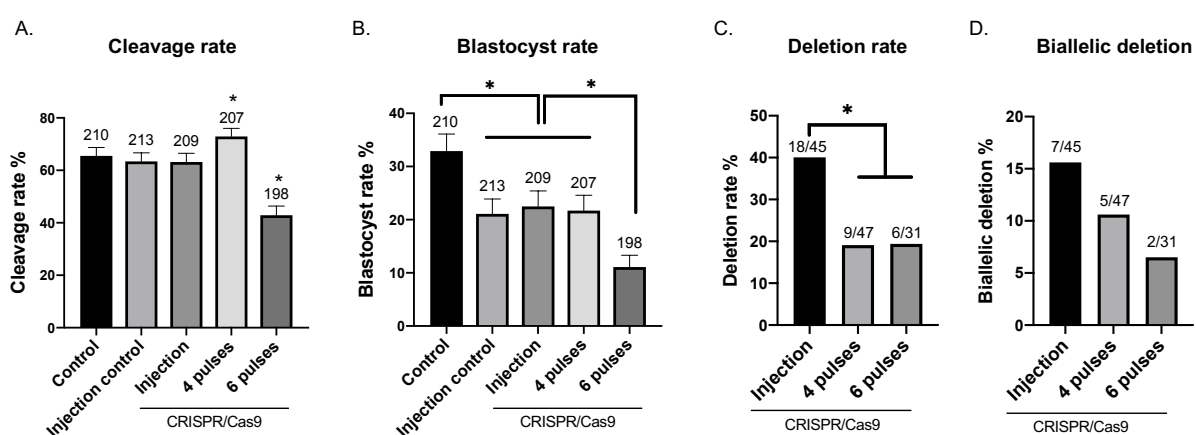 A.
Cleavage rate
Cleavage rate %
80
60
40
20
0
210
213
209
*
207
*
198
Control
Injection control
Injection
4 pulses
6 pulses
CRISPR/Cas9
B.
Blastocyst rate
Blastocyst rate %
40
30
20
10
0
*
*
210
213
209
207
198
Control
Injection control
Injection
4 pulses
6 pulses
CRISPR/Cas9
C.
Deletion rate
Deletion rate %
50
40
30
20
10
0
*
18/45
9/47
6/31
Injection
4 pulses
6 pulses
CRISPR/Cas9
D.
Biallelic deletion
Biallelic deletion %
20
15
10
5
0
7/45
5/47
2/31
Injection
4 pulses
6 pulses
CRISPR/Cas9